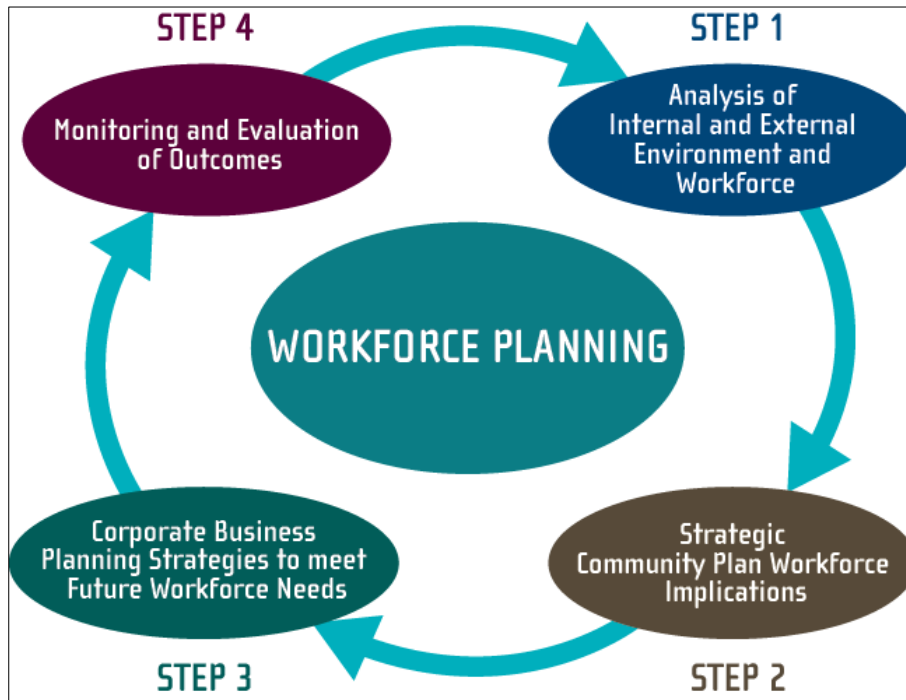 STEP 4
Monitoring and Evaluation
of Outcomes
STEP 1
Analysis of
Internal and External
Environment and
Workforce
WORKFORCE PLANNING
Corporate Business
Planning Strategies to meet
Future Workforce Needs
STEP 3
Strategic
Community Plan Workforce
Implications
STEP 2